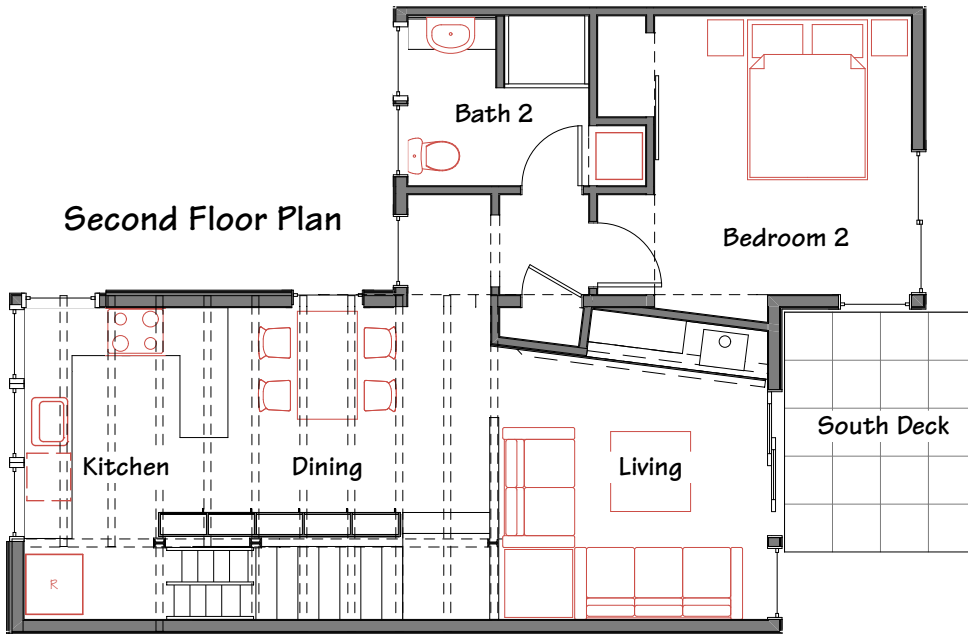 Bath 2
Second Floor Plan
Bedroom 2
South Deck
Kitchen
Dining
Living
R